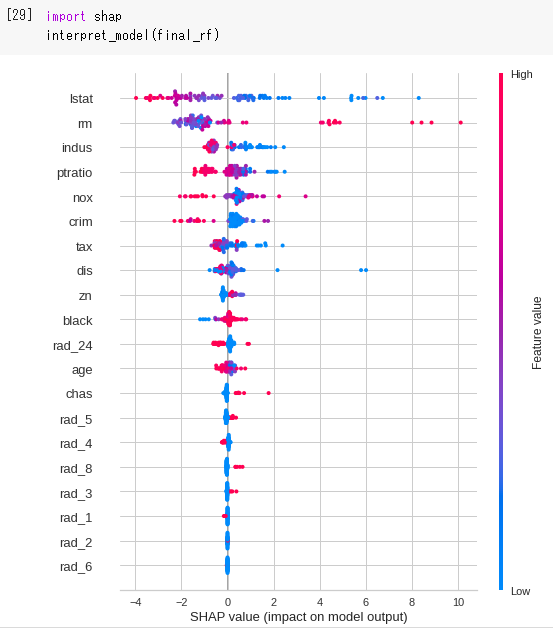 [29] import shap
interpret_model(final_rf)
High
lstat
rm
indus
ptratio
nox
crim
tax
dis
zn
black
rad_24
age
chas
rad_5
rad_4
rad_8
rad_3
rad_1
rad_2
rad_6
Feature value
Low
−4 −2 0 2 4 6 8 10
SHAP value (impact on model output)